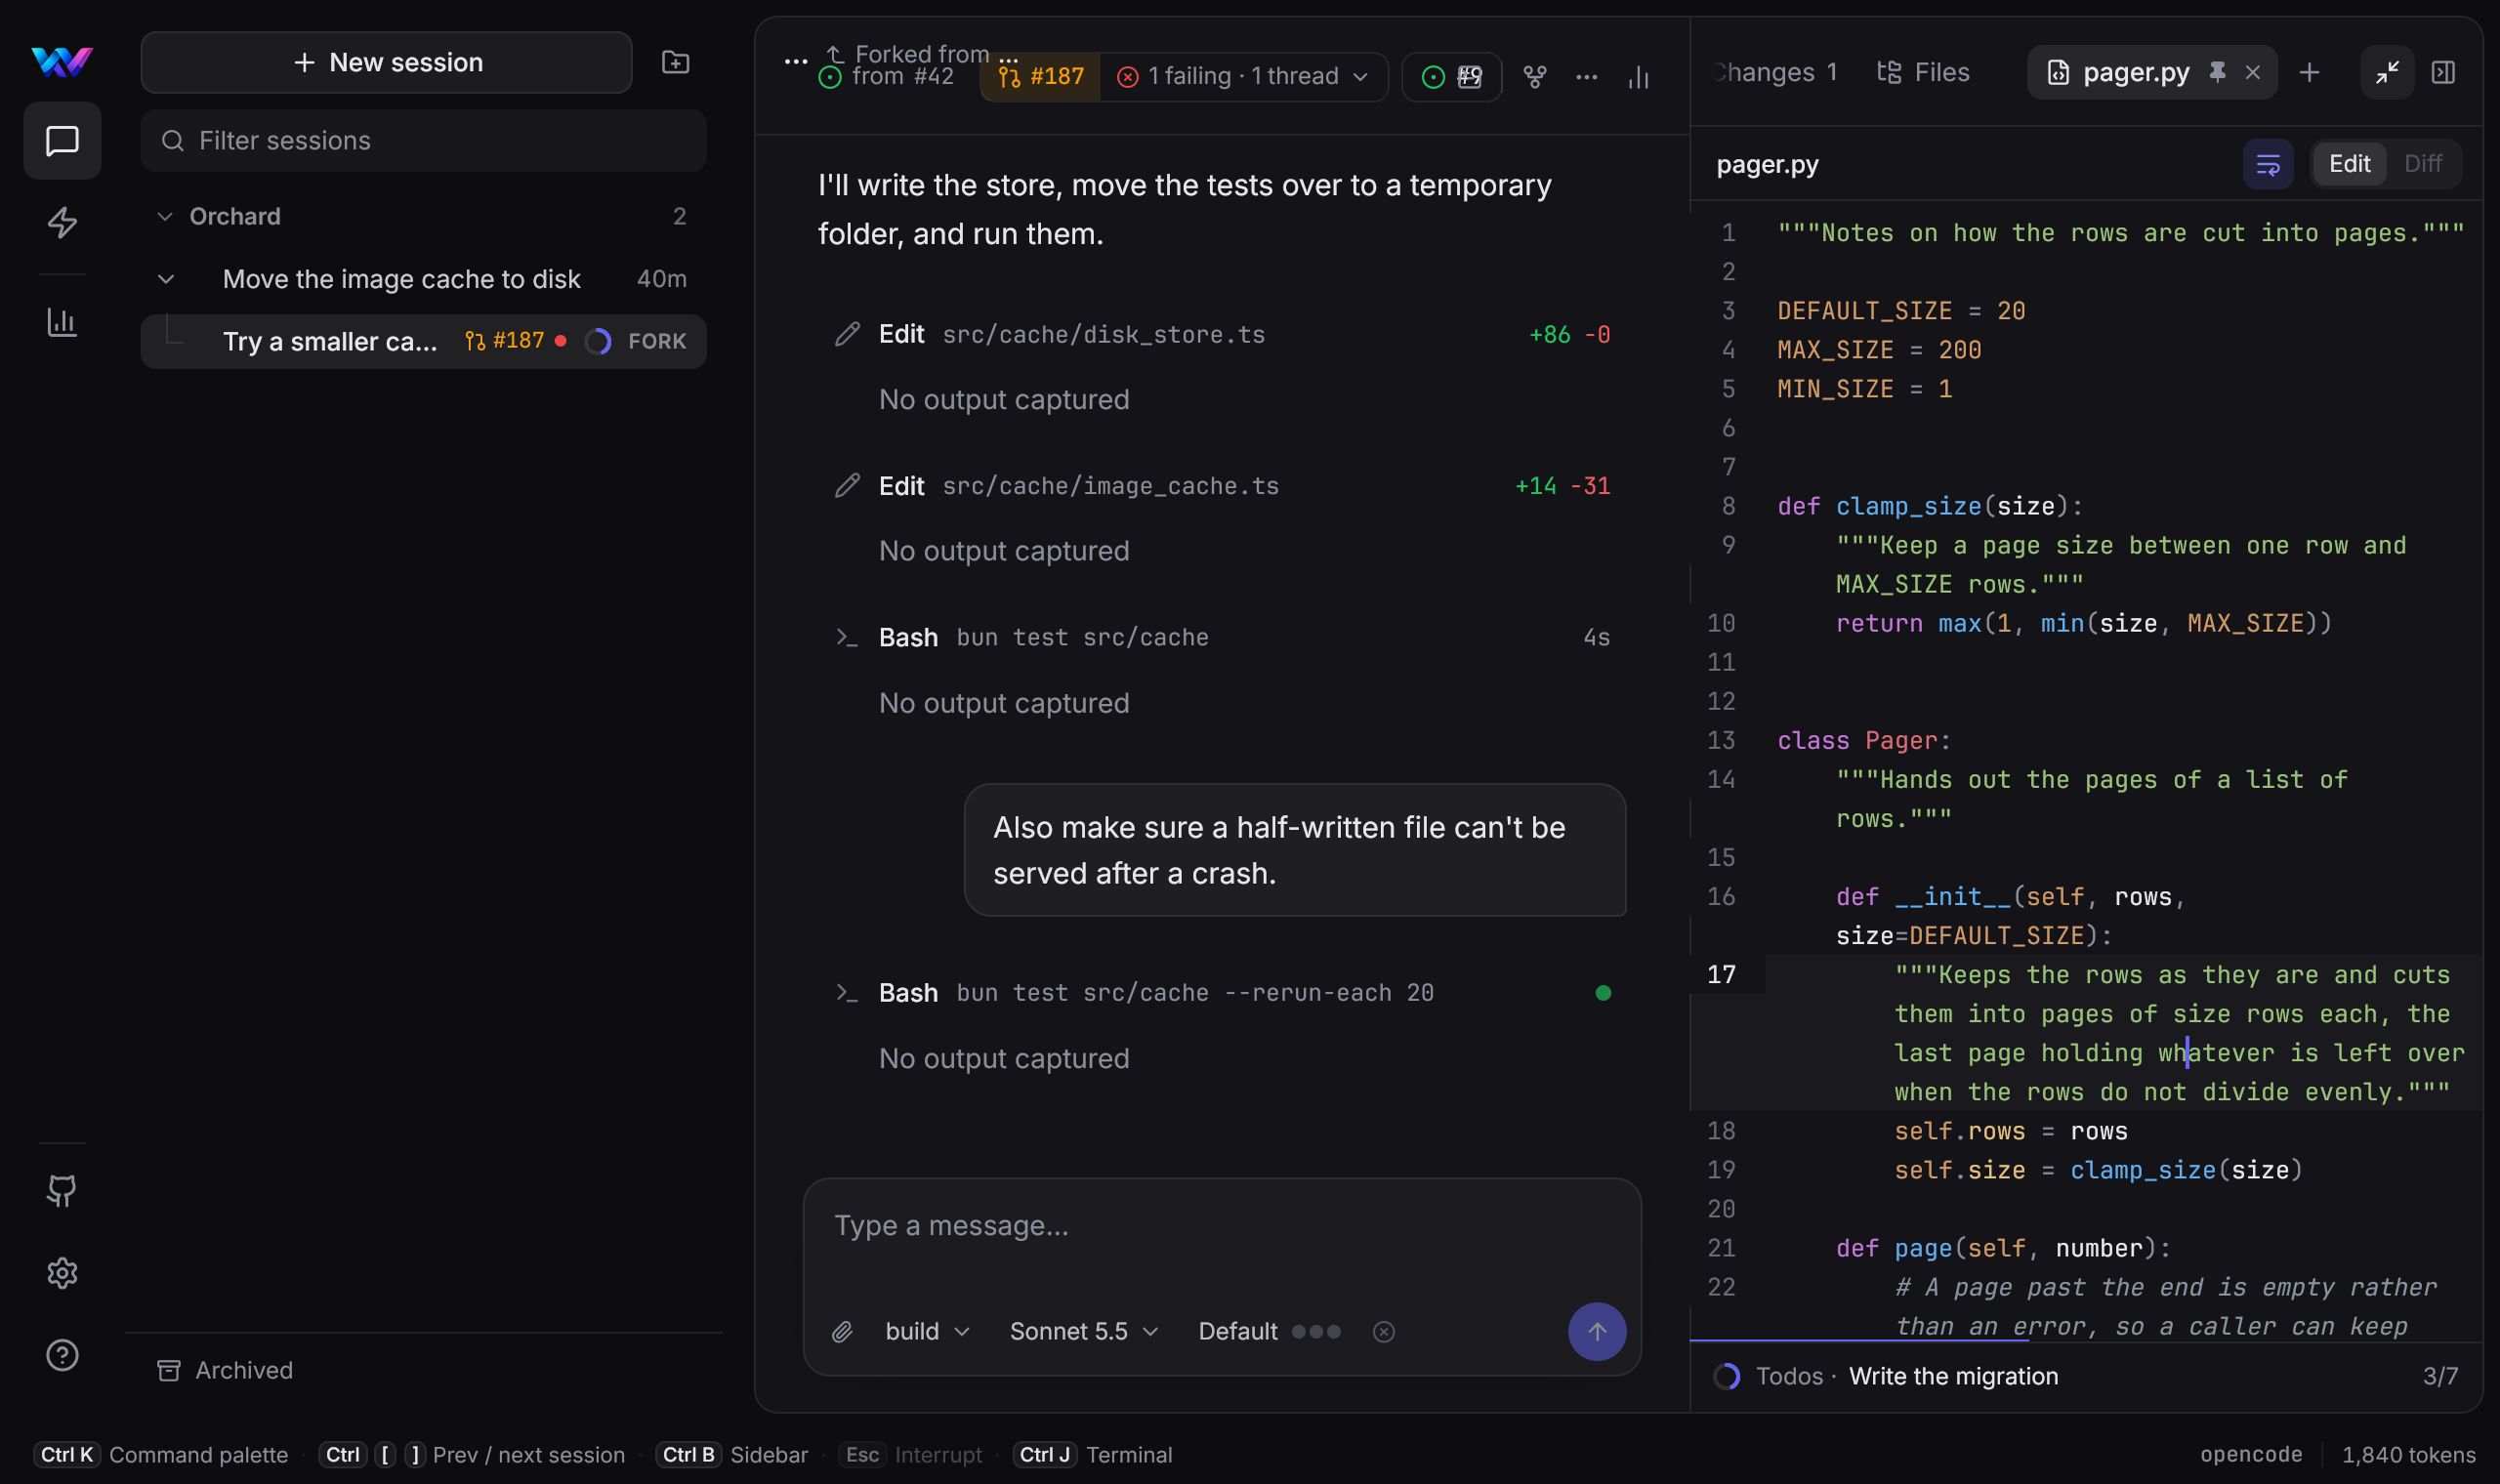 New session
Filter sessions
Orchard 2
Move the image cache to disk 40m
Try a smaller ca... #187 FORK
Archived
Forked from ...
from #42 #187 1 failing · 1 thread #9
I'll write the store, move the tests over to a temporary
folder, and run them.
Edit src/cache/disk_store.ts +86 -0
No output captured
Edit src/cache/image_cache.ts +14 -31
No output captured
Bash bun test src/cache 4s
No output captured
Also make sure a half-written file can't be
served after a crash.
Bash bun test src/cache --rerun-each 20
No output captured
Type a message...
build Sonnet 5.5 Default
Changes 1 Files pager.py
pager.py Edit Diff
1 """Notes on how the rows are cut into pages."""
2
3 DEFAULT_SIZE = 20
4 MAX_SIZE = 200
5 MIN_SIZE = 1
6
7
8 def clamp_size(size):
9 """Keep a page size between one row and
MAX_SIZE rows."""
10 return max(1, min(size, MAX_SIZE))
11
12
13 class Pager:
14 """Hands out the pages of a list of
rows."""
15
16 def __init__(self, rows,
size=DEFAULT_SIZE):
17 """Keeps the rows as they are and cuts
them into pages of size rows each, the
last page holding whatever is left over
when the rows do not divide evenly."""
18 self.rows = rows
19 self.size = clamp_size(size)
20
21 def page(self, number):
22 # A page past the end is empty rather
than an error, so a caller can keep
Todos · Write the migration 3/7
Ctrl K Command palette · Ctrl [ ] Prev / next session · Ctrl B Sidebar · Esc Interrupt · Ctrl J Terminal
opencode 1,840 tokens